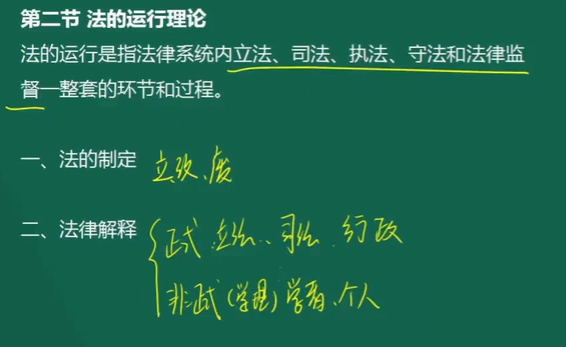 第二节 法的运行理论
法的运行是指法律系统内立法、司法、执法、守法和法律监
督一整套的环节和过程。
一、法的制定 立、改、废
二、法律解释 正式 立法、司法、行政
非正式(学理)学者、个人